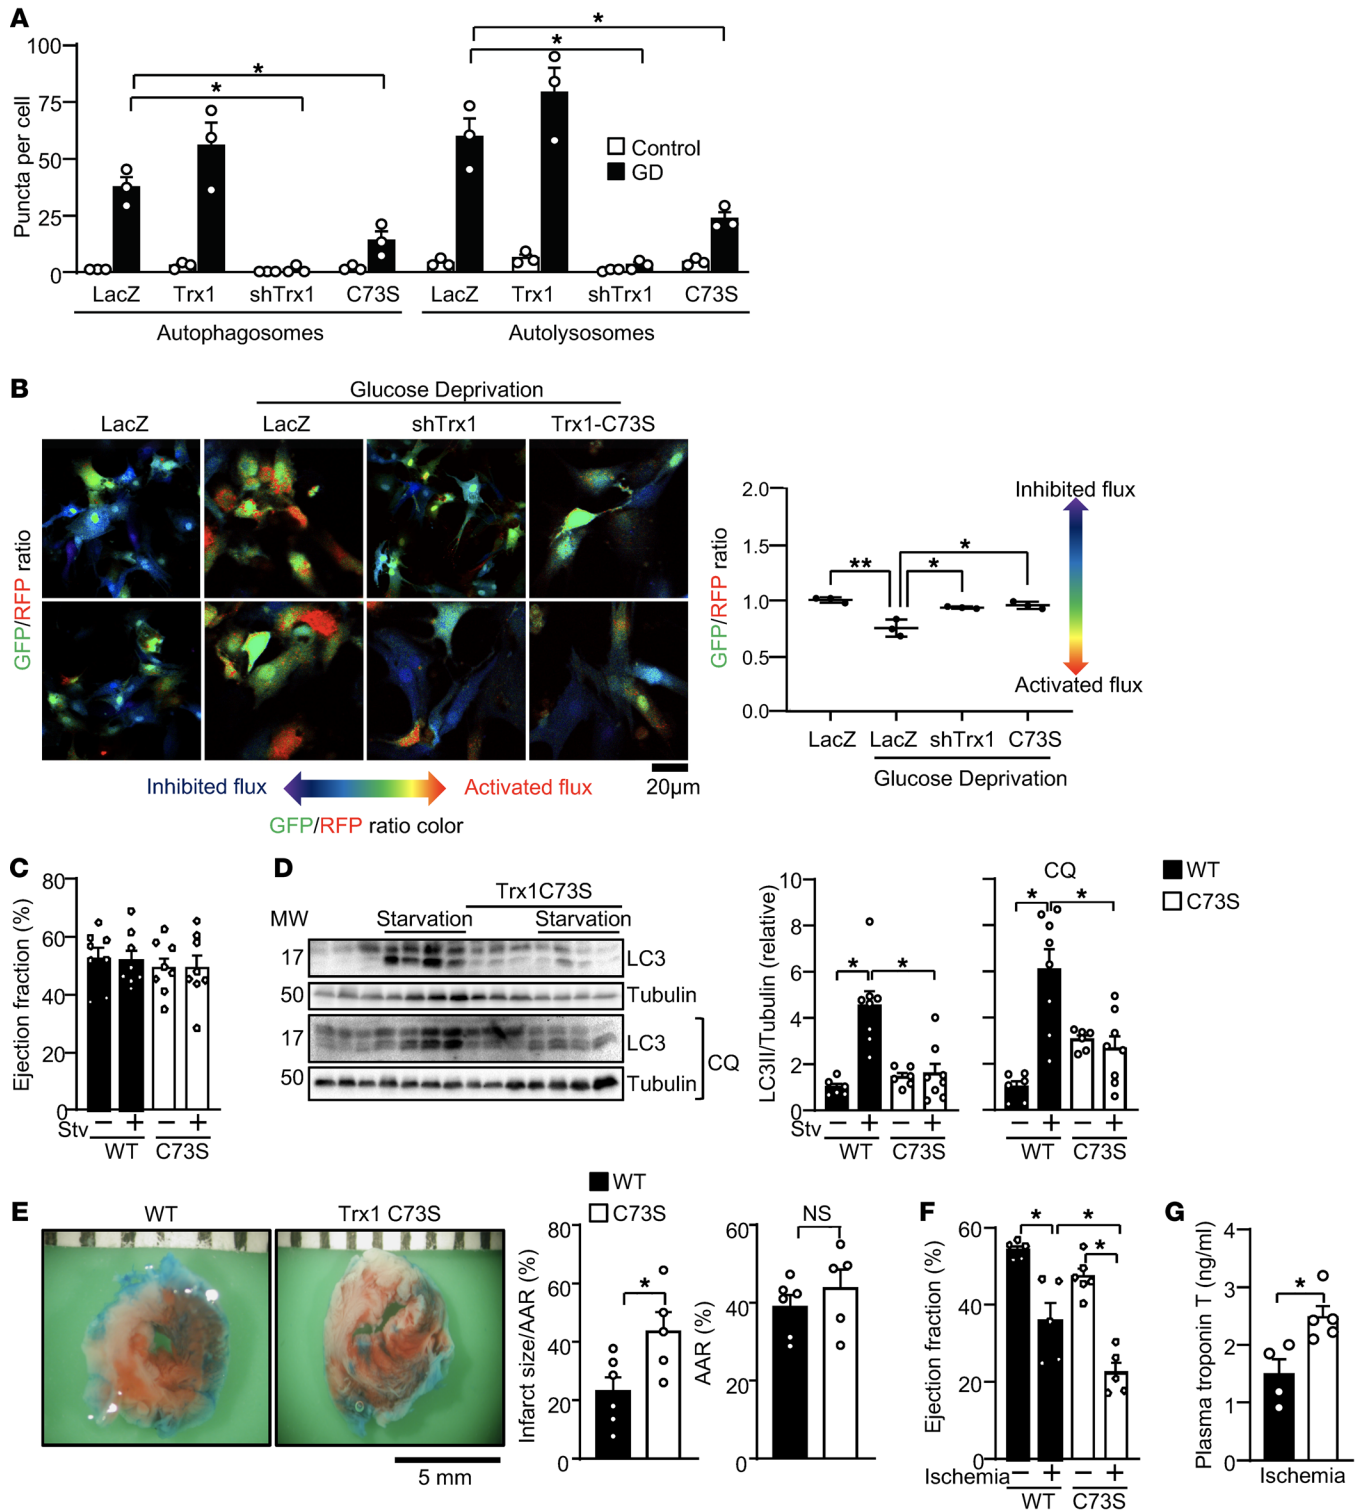 A
100
75
50
25
0
Puncta per cell
*
*
*
*
Control
GD
LacZ Trx1 shTrx1 C73S LacZ Trx1 shTrx1 C73S
Autophagosomes Autolysosomes
B
Glucose Deprivation
LacZ LacZ shTrx1 Trx1-C73S
GFP/RFP ratio
Inhibited flux Activated flux
GFP/RFP ratio color
20μm
GFP/RFP ratio
2.0
1.5
1.0
0.5
0.0
** * *
Inhibited flux
Activated flux
LacZ LacZ shTrx1 C73S
Glucose Deprivation
C
Ejection fraction (%)
80
60
40
20
0
Stv − + − +
WT C73S
D
Trx1C73S
MW Starvation Starvation
17 LC3
50 Tubulin
17 LC3
50 Tubulin
CQ
LC3II/Tubulin (relative)
10
8
6
4
2
0
* *
Stv − + − +
WT C73S
CQ
* *
− + − +
WT C73S
WT
C73S
E
WT Trx1 C73S
5 mm
WT
C73S
Infarct size/AAR (%)
80
60
40
20
0
*
AAR (%)
60
40
20
0
NS
F
Ejection fraction (%)
60
40
20
0
* * *
Ischemia − + − +
WT C73S
G
Plasma troponin T (ng/ml)
4
3
2
1
0
*
Ischemia